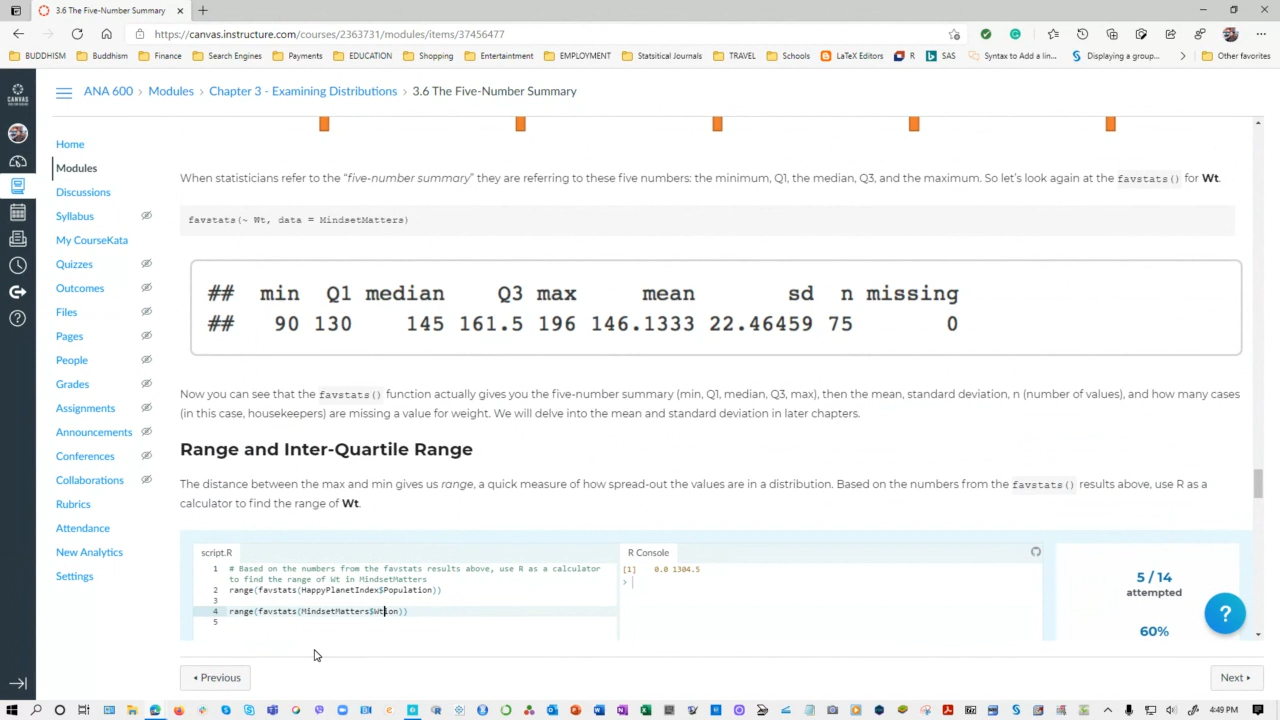 3.6 The Five-Number Summary
https://canvas.instructure.com/courses/2363731/modules/items/37456477
BUDDHISM Buddhism Finance Search Engines Payments EDUCATION Shopping Entertainment EMPLOYMENT Statsitical Journals TRAVEL Schools LaTeX Editors R SAS Syntax to Add a lin... Displaying a group... Other favorites
CANVAS
ANA 600 › Modules › Chapter 3 - Examining Distributions › 3.6 The Five-Number Summary
Home
Modules
Discussions
Syllabus
My CourseKata
Quizzes
Outcomes
Files
Pages
People
Grades
Assignments
Announcements
Conferences
Collaborations
Rubrics
Attendance
New Analytics
Settings
When statisticians refer to the “five-number summary” they are referring to these five numbers: the minimum, Q1, the median, Q3, and the maximum. So let’s look again at the favstats() for Wt.
favstats(~ Wt, data = MindsetMatters)
## min Q1 median Q3 max mean sd n missing
## 90 130 145 161.5 196 146.1333 22.46459 75 0
Now you can see that the favstats() function actually gives you the five-number summary (min, Q1, median, Q3, max), then the mean, standard deviation, n (number of values), and how many cases
(in this case, housekeepers) are missing a value for weight. We will delve into the mean and standard deviation in later chapters.
Range and Inter-Quartile Range
The distance between the max and min gives us range, a quick measure of how spread-out the values are in a distribution. Based on the numbers from the favstats() results above, use R as a
calculator to find the range of Wt.
script.R
1 # Based on the numbers from the favstats results above, use R as a calculator
to find the range of Wt in MindsetMatters
2 range(favstats(HappyPlanetIndex$Population))
3
4 range(favstats(MindsetMatters$Wtion))
5
R Console
[1] 0.0 1304.5
>
5 / 14
attempted
60%
?
Previous
Next
4:49 PM